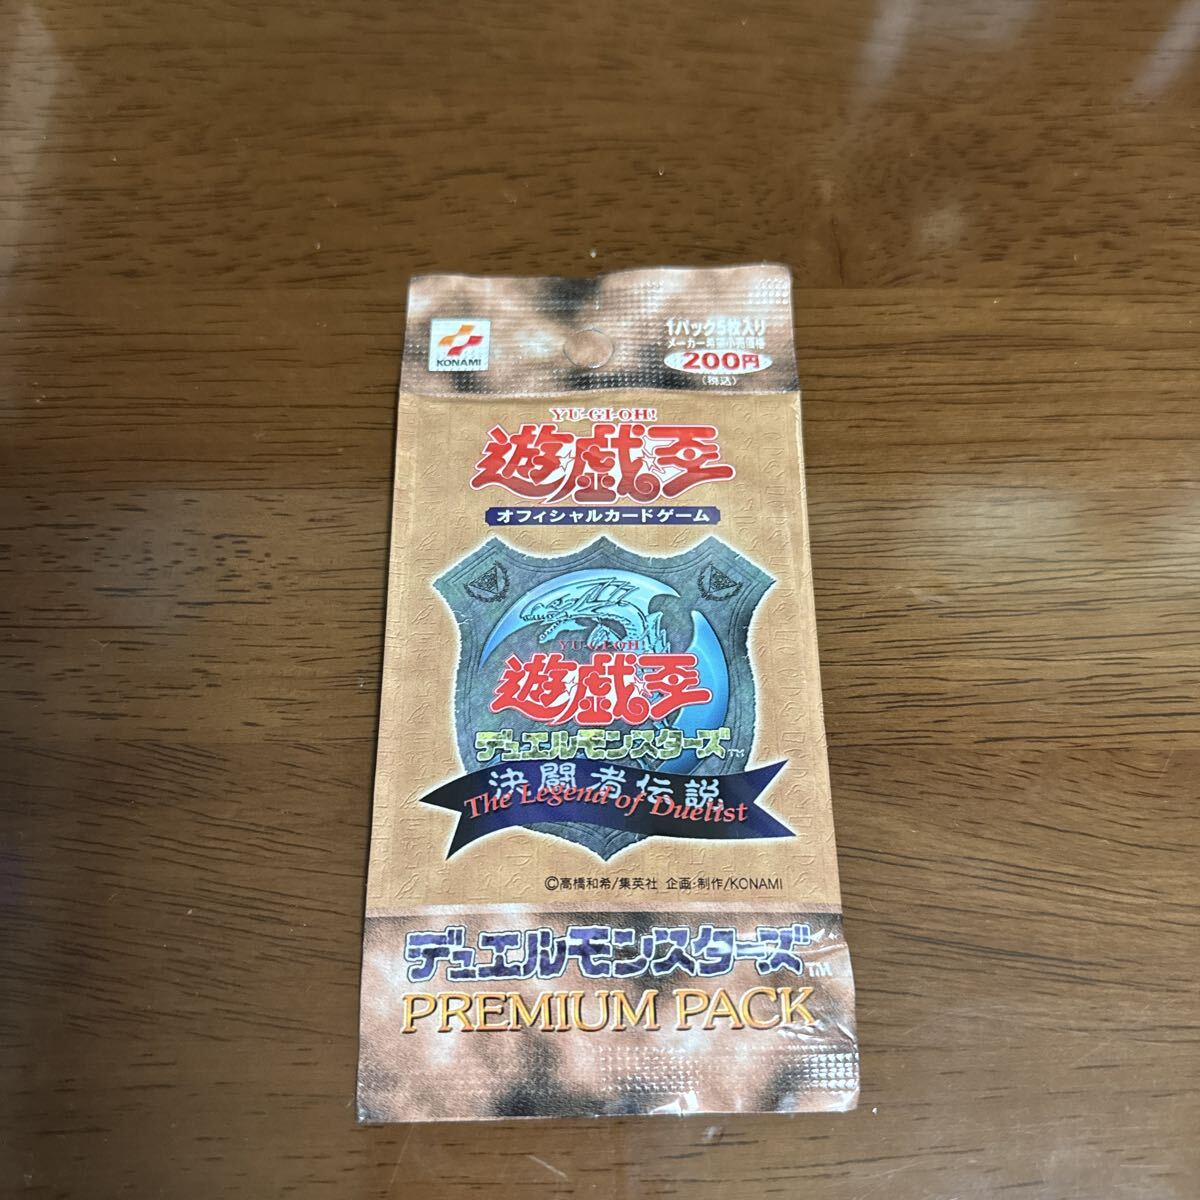 KONAMI
1パック5枚入り
メーカー希望小売価格
200円
(税込)
YU-GI-OH!
遊戯王
オフィシャルカードゲーム
YU-GI-OH!
遊戯王
デュエルモンスターズ™
決闘者伝説
The Legend of Duelist
©高橋和希/集英社 企画・制作/KONAMI
デュエルモンスターズ™
PREMIUM PACK